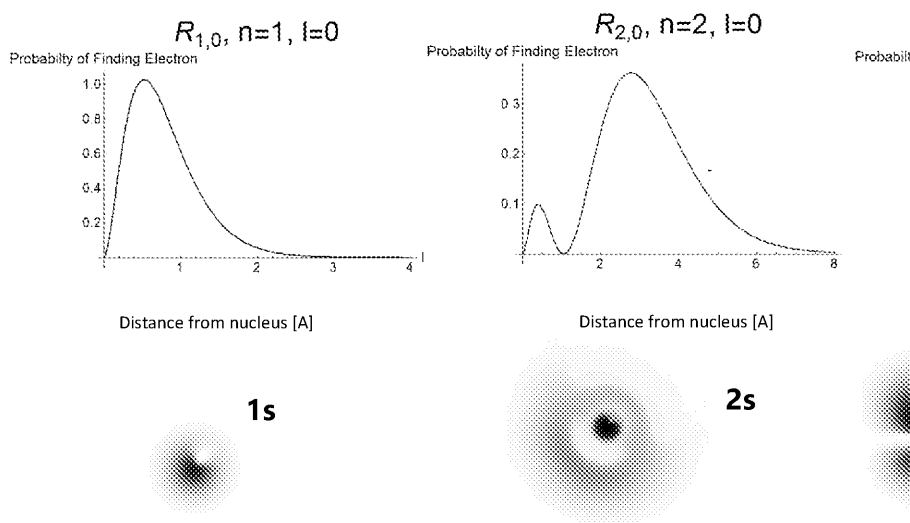 R1,0, n=1, l=0
Probabilty of Finding Electron
1.0
0.8
0.6
0.4
0.2
1
2
3
4
Distance from nucleus [A]
1s
R2,0, n=2, l=0
Probabilty of Finding Electron
0 3
0.2
0.1
2
4
6
8
Distance from nucleus [A]
2s
Probabilt